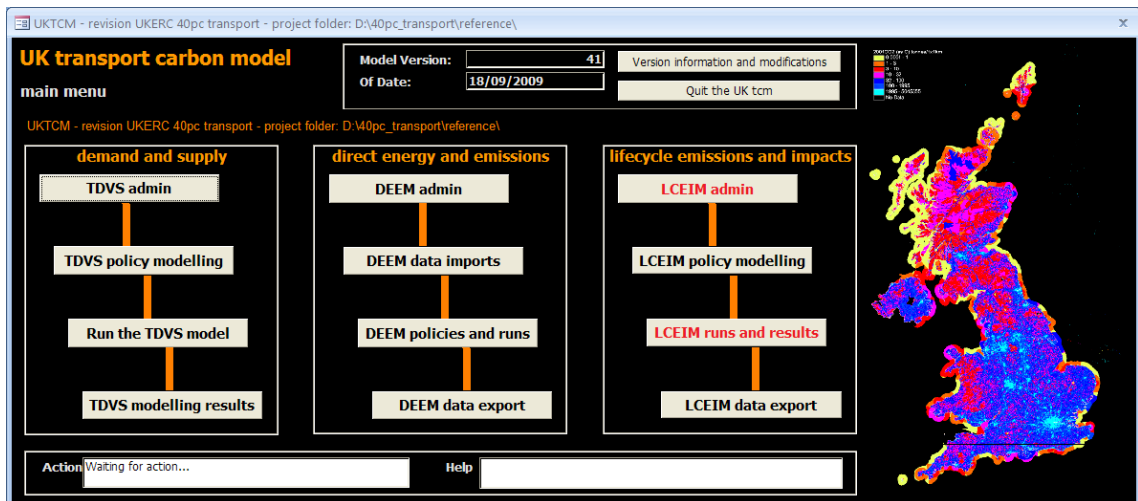 UKTCM - revision UKERC 40pc transport - project folder: D:\40pc_transport\reference\
x
UK transport carbon model
main menu
Model Version: 41
Of Date: 18/09/2009
Version information and modifications
Quit the UK tcm
UKTCM - revision UKERC 40pc transport - project folder: D:\40pc_transport\reference\
demand and supply
TDVS admin
TDVS policy modelling
Run the TDVS model
TDVS modelling results
direct energy and emissions
DEEM admin
DEEM data imports
DEEM policies and runs
DEEM data export
lifecycle emissions and impacts
LCEIM admin
LCEIM policy modelling
LCEIM runs and results
LCEIM data export
Action Waiting for action...
Help
No Data